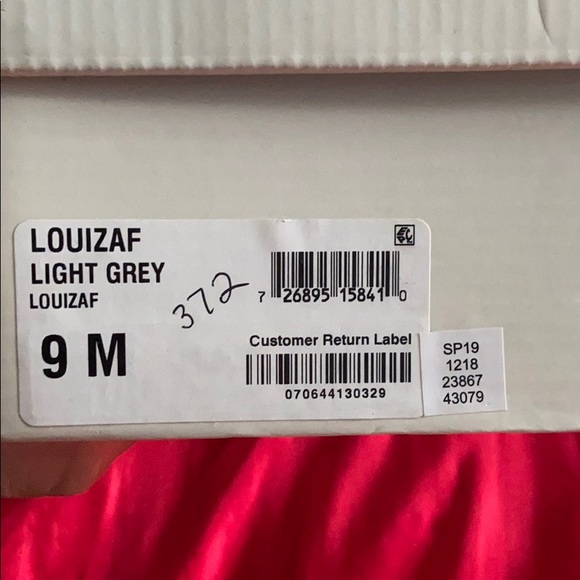 LOUIZAF
LIGHT GREY
LOUIZAF
9 M
372
7 26895 15841 0
Customer Return Label
070644130329
SP19
1218
23867
43079